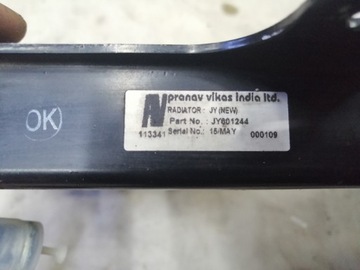 pranav vikas india ltd.
RADIATOR : JY (NEW)
Part No. : JY601244
113341 Serial No.: 15-MAY 000109
OK